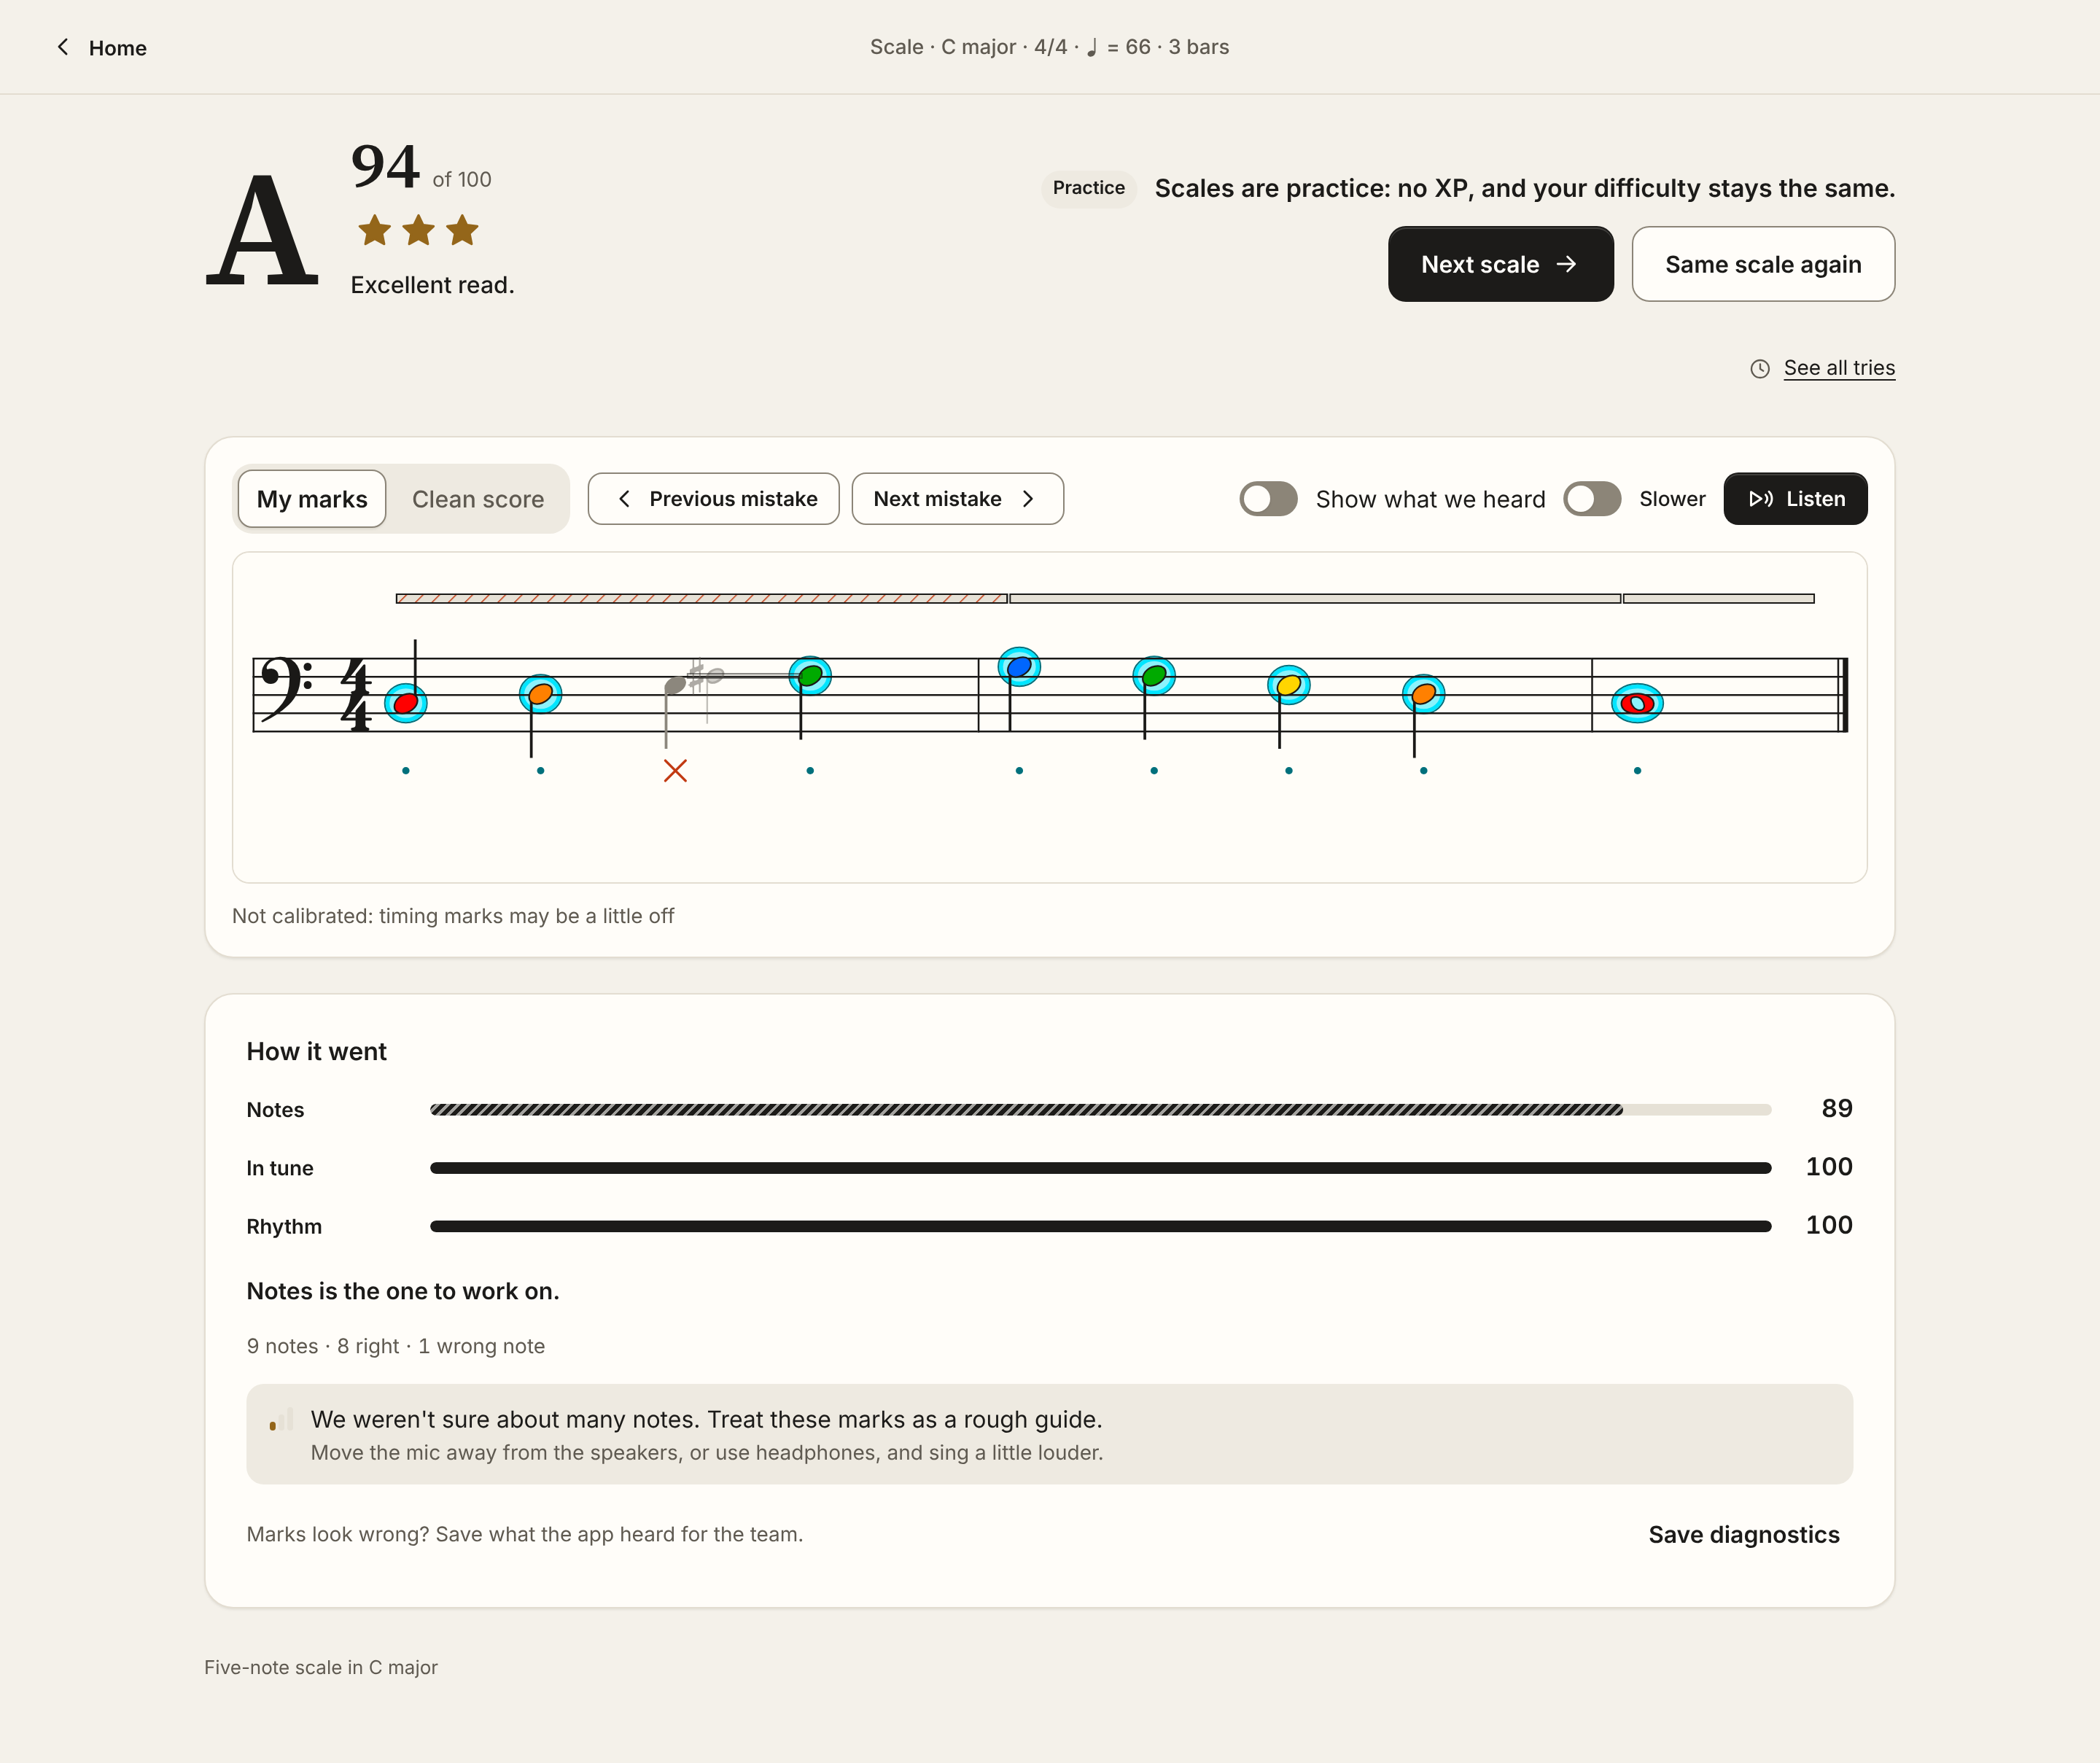 Home
Scale · C major · 4/4 · ♩ = 66 · 3 bars
A
94 of 100
Excellent read.
Practice
Scales are practice: no XP, and your difficulty stays the same.
Next scale →
Same scale again
See all tries
My marks
Clean score
Previous mistake
Next mistake
Show what we heard
Slower
Listen
4
4
Not calibrated: timing marks may be a little off
How it went
Notes 89
In tune 100
Rhythm 100
Notes is the one to work on.
9 notes · 8 right · 1 wrong note
We weren't sure about many notes. Treat these marks as a rough guide.
Move the mic away from the speakers, or use headphones, and sing a little louder.
Marks look wrong? Save what the app heard for the team.
Save diagnostics
Five-note scale in C major